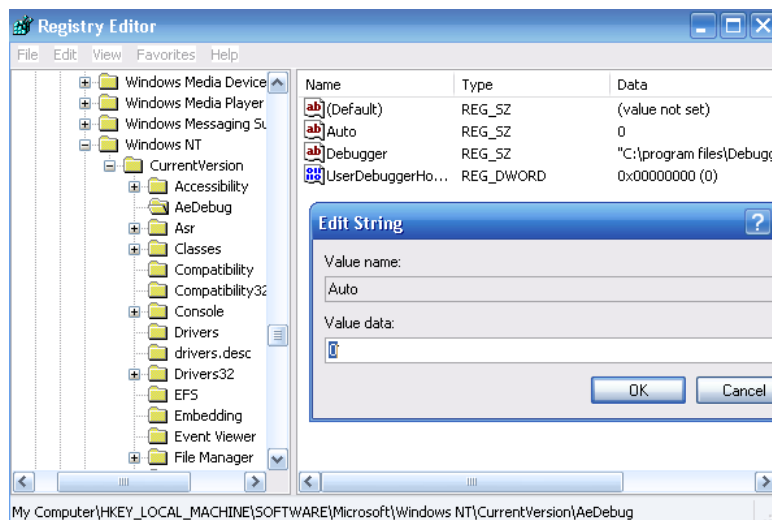 Registry Editor
File Edit View Favorites Help
Windows Media Device
Windows Media Player
Windows Messaging Su
Windows NT
CurrentVersion
Accessibility
AeDebug
Asr
Classes
Compatibility
Compatibility32
Console
Drivers
drivers.desc
Drivers32
EFS
Embedding
Event Viewer
File Manager
Name Type Data
(Default) REG_SZ (value not set)
Auto REG_SZ 0
Debugger REG_SZ "C:\program files\Debugg
UserDebuggerHo... REG_DWORD 0x00000000 (0)
Edit String
Value name:
Auto
Value data:
0
OK Cancel
My Computer\HKEY_LOCAL_MACHINE\SOFTWARE\Microsoft\Windows NT\CurrentVersion\AeDebug